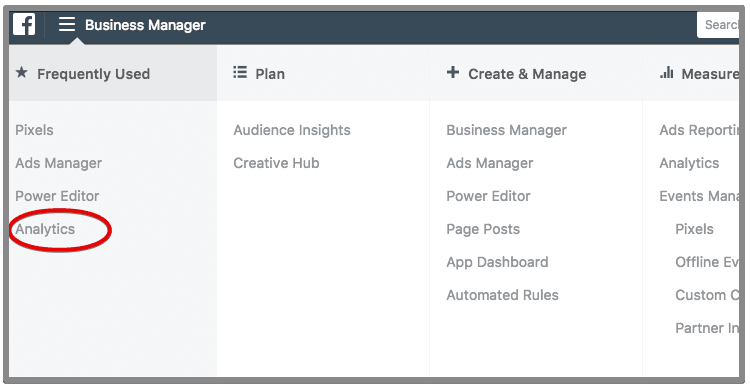 f Business Manager Search
Frequently Used
Pixels
Ads Manager
Power Editor
Analytics
Plan
Audience Insights
Creative Hub
Create & Manage
Business Manager
Ads Manager
Power Editor
Page Posts
App Dashboard
Automated Rules
Measure
Ads Reportin
Analytics
Events Mana
Pixels
Offline Ev
Custom C
Partner In